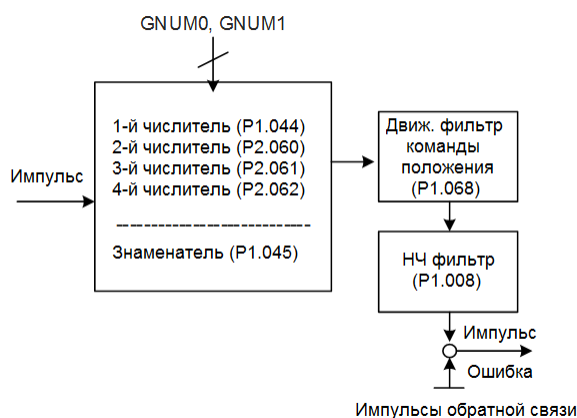 GNUM0, GNUM1
1-й числитель (P1.044)
2-й числитель (P2.060)
3-й числитель (P2.061)
4-й числитель (P2.062)
Знаменатель (P1.045)
Импульс
Движ. фильтр
команды
положения
(P1.068)
НЧ фильтр
(P1.008)
Импульс
Ошибка
Импульсы обратной связи